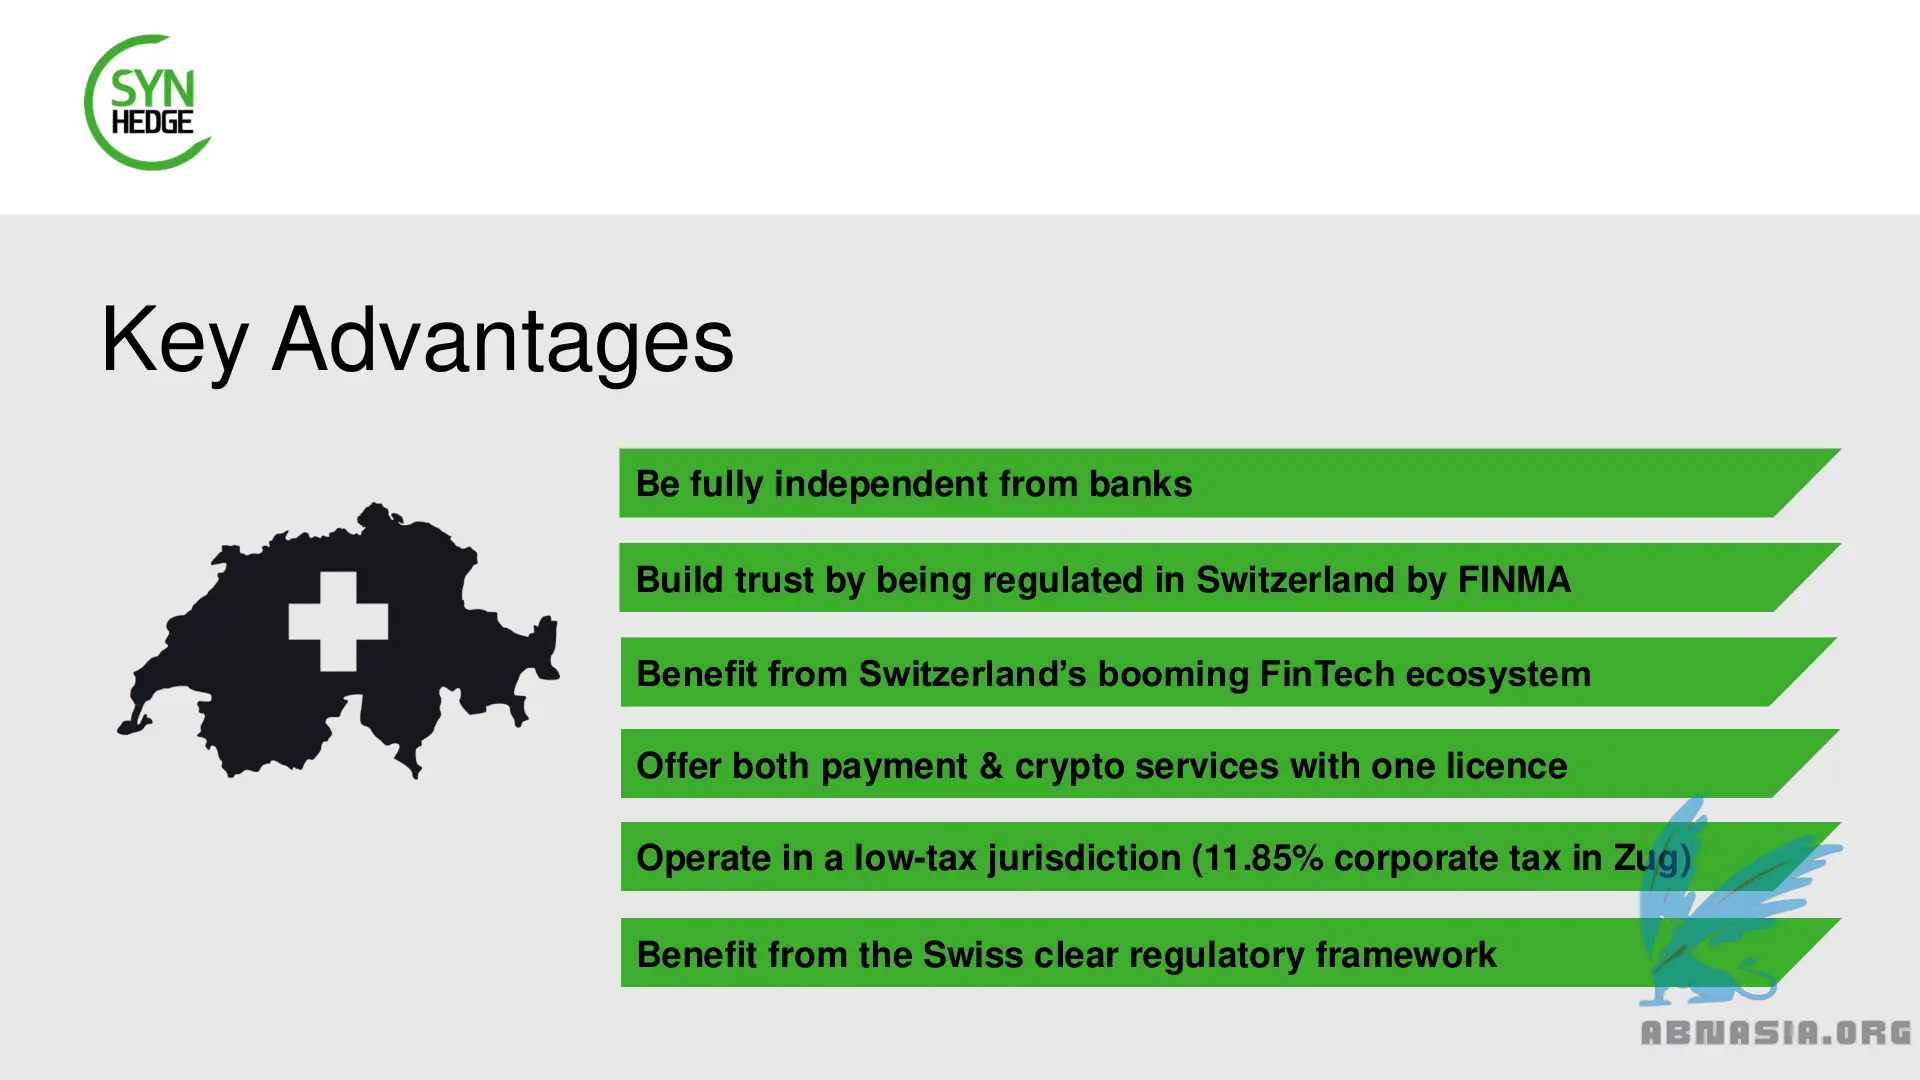 SYN
HEDGE
Key Advantages
Be fully independent from banks
Build trust by being regulated in Switzerland by FINMA
Benefit from Switzerland’s booming FinTech ecosystem
Offer both payment & crypto services with one licence
Operate in a low-tax jurisdiction (11.85% corporate tax in Zug)
Benefit from the Swiss clear regulatory framework
ABNASIA.ORG